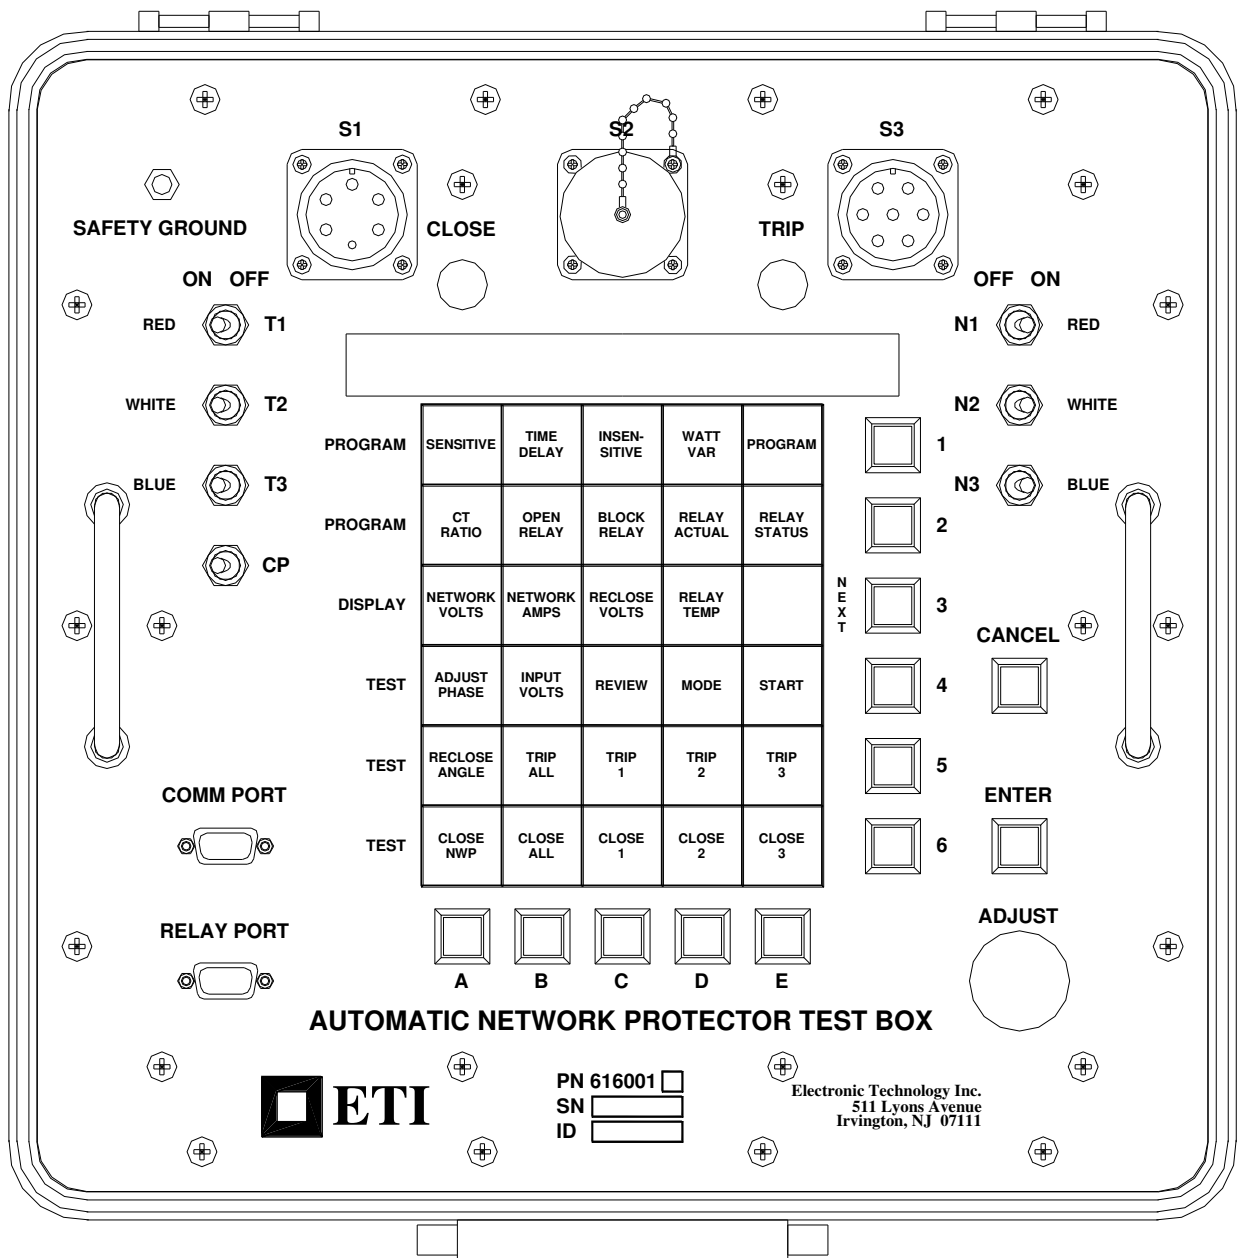 S1 S2 S3
SAFETY GROUND CLOSE TRIP
ON OFF OFF ON
RED T1 N1 RED
WHITE T2 N2 WHITE
BLUE T3 N3 BLUE
CP
PROGRAM SENSITIVE TIME DELAY INSEN-SITIVE WATT VAR PROGRAM 1
PROGRAM CT RATIO OPEN RELAY BLOCK RELAY RELAY ACTUAL RELAY STATUS 2
DISPLAY NETWORK VOLTS NETWORK AMPS RECLOSE VOLTS RELAY TEMP NEXT 3
CANCEL
TEST ADJUST PHASE INPUT VOLTS REVIEW MODE START 4
TEST RECLOSE ANGLE TRIP ALL TRIP 1 TRIP 2 TRIP 3 5
COMM PORT ENTER
TEST CLOSE NWP CLOSE ALL CLOSE 1 CLOSE 2 CLOSE 3 6
RELAY PORT ADJUST
A B C D E
AUTOMATIC NETWORK PROTECTOR TEST BOX
ETI
PN 616001
SN
ID
Electronic Technology Inc.
511 Lyons Avenue
Irvington, NJ 07111